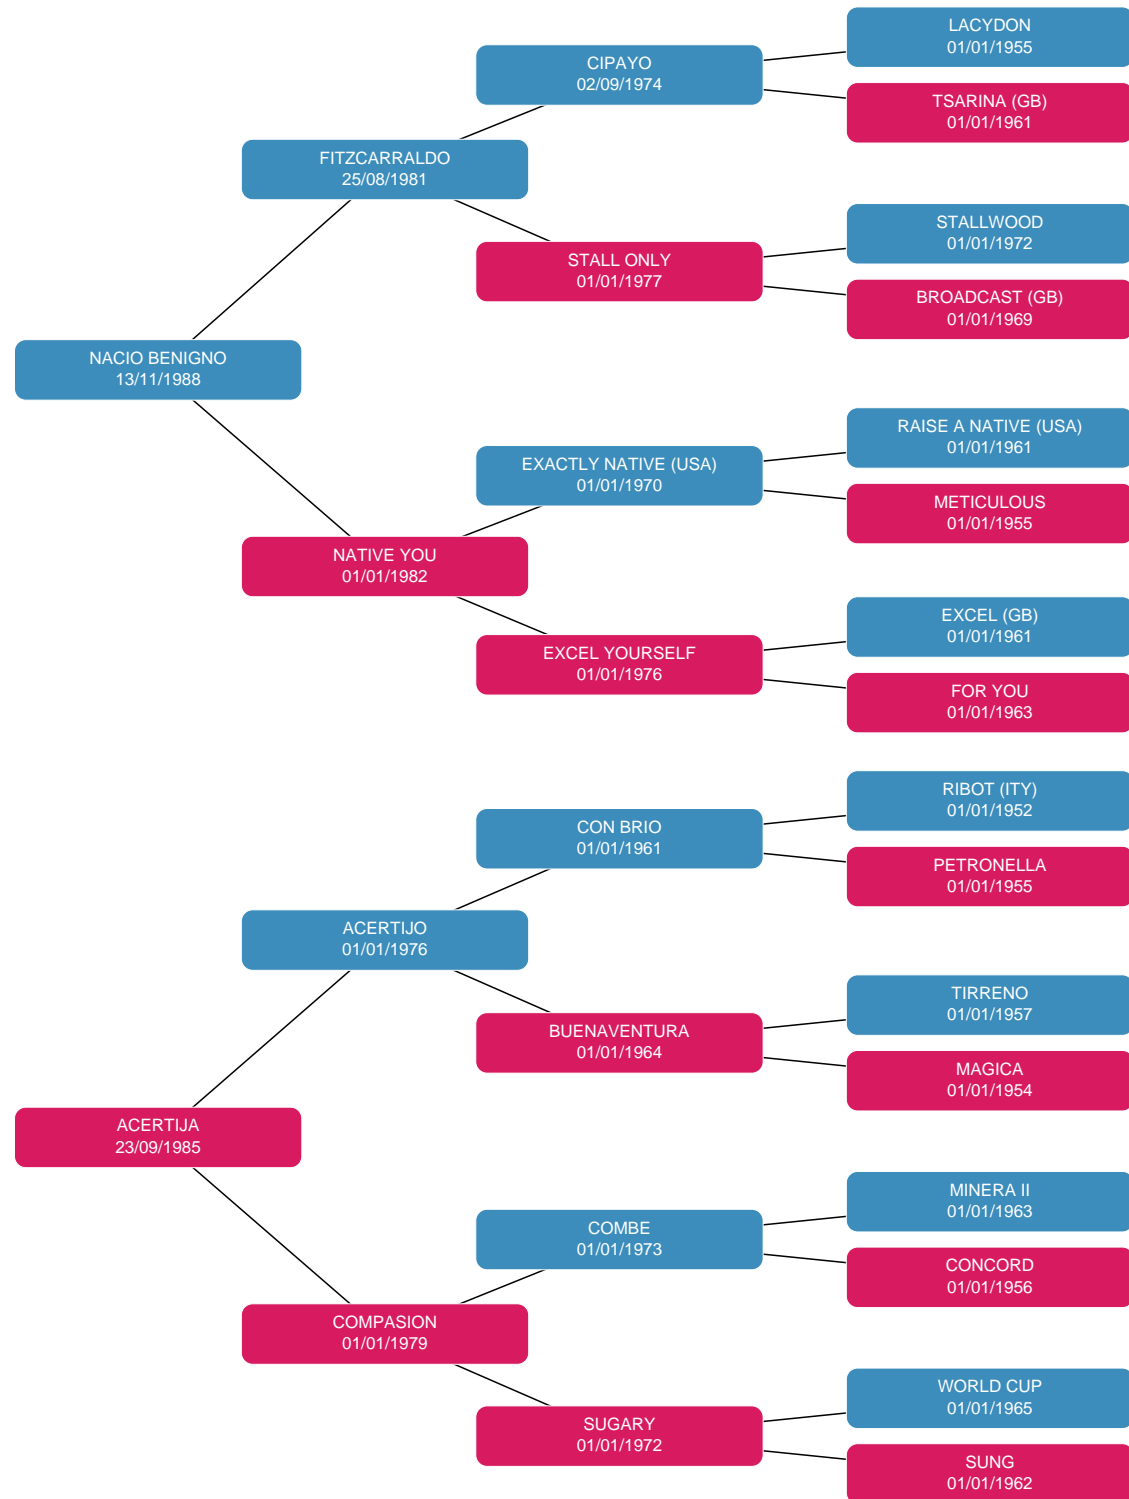 LACYDON
01/01/1955
CIPAYO
02/09/1974
TSARINA (GB)
01/01/1961
FITZCARRALDO
25/08/1981
STALLWOOD
01/01/1972
STALL ONLY
01/01/1977
BROADCAST (GB)
01/01/1969
NACIO BENIGNO
13/11/1988
RAISE A NATIVE (USA)
01/01/1961
EXACTLY NATIVE (USA)
01/01/1970
METICULOUS
01/01/1955
NATIVE YOU
01/01/1982
EXCEL (GB)
01/01/1961
EXCEL YOURSELF
01/01/1976
FOR YOU
01/01/1963
RIBOT (ITY)
01/01/1952
CON BRIO
01/01/1961
PETRONELLA
01/01/1955
ACERTIJO
01/01/1976
TIRRENO
01/01/1957
BUENAVENTURA
01/01/1964
MAGICA
01/01/1954
ACERTIJA
23/09/1985
MINERA II
01/01/1963
COMBE
01/01/1973
CONCORD
01/01/1956
COMPASION
01/01/1979
WORLD CUP
01/01/1965
SUGARY
01/01/1972
SUNG
01/01/1962